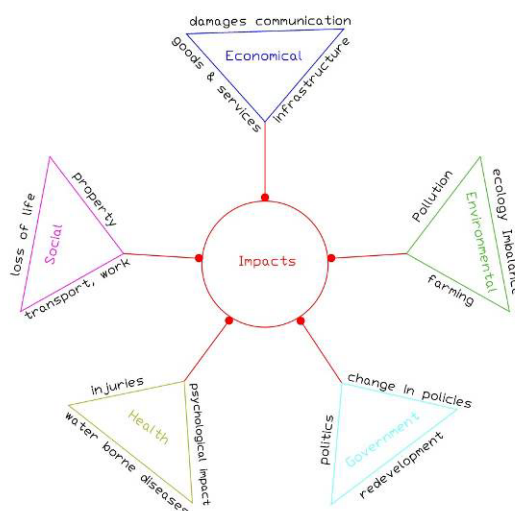 damages communication
goods & services
Economical
infrastructure
loss of life
property
Social
transport, work
Impacts
Pollution
ecology Imbalance
Environmental
farming
injuries
Health
psychological impact
water borne diseases
change in policies
politics
Government
redevelopment